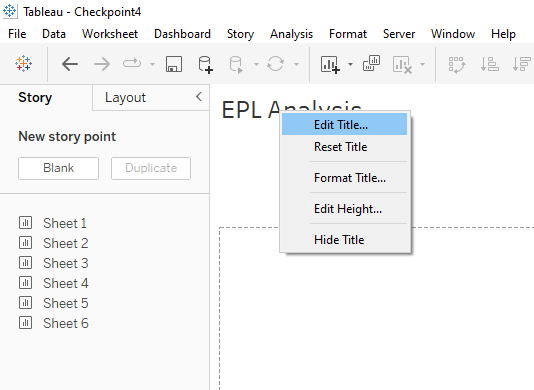 Tableau - Checkpoint4
File Data Worksheet Dashboard Story Analysis Format Server Window Help
Story Layout
New story point
Blank Duplicate
Sheet 1
Sheet 2
Sheet 3
Sheet 4
Sheet 5
Sheet 6
EPL Analysis
Edit Title...
Reset Title
Format Title...
Edit Height...
Hide Title